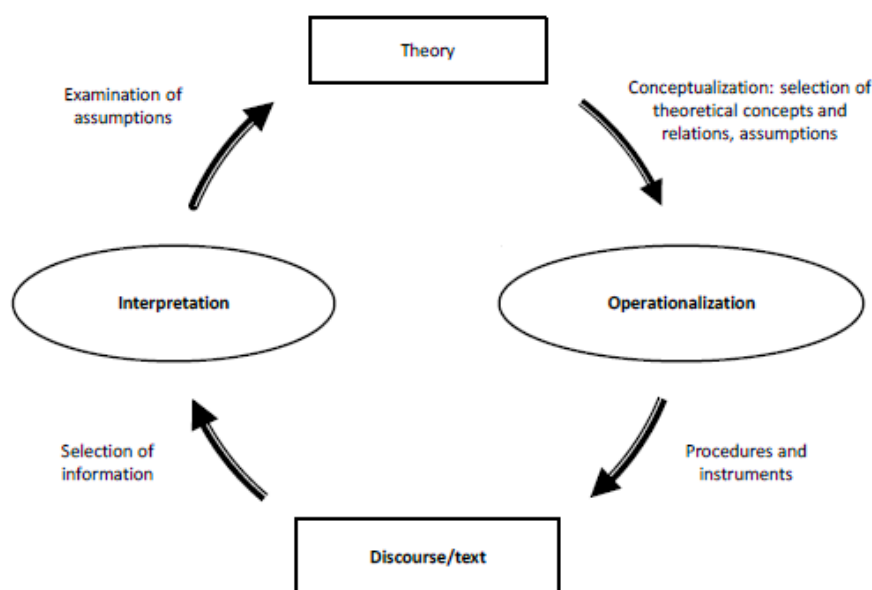 Theory
Examination of
assumptions
Conceptualization: selection of
theoretical concepts and
relations, assumptions
Interpretation
Operationalization
Selection of
information
Procedures and
instruments
Discourse/text